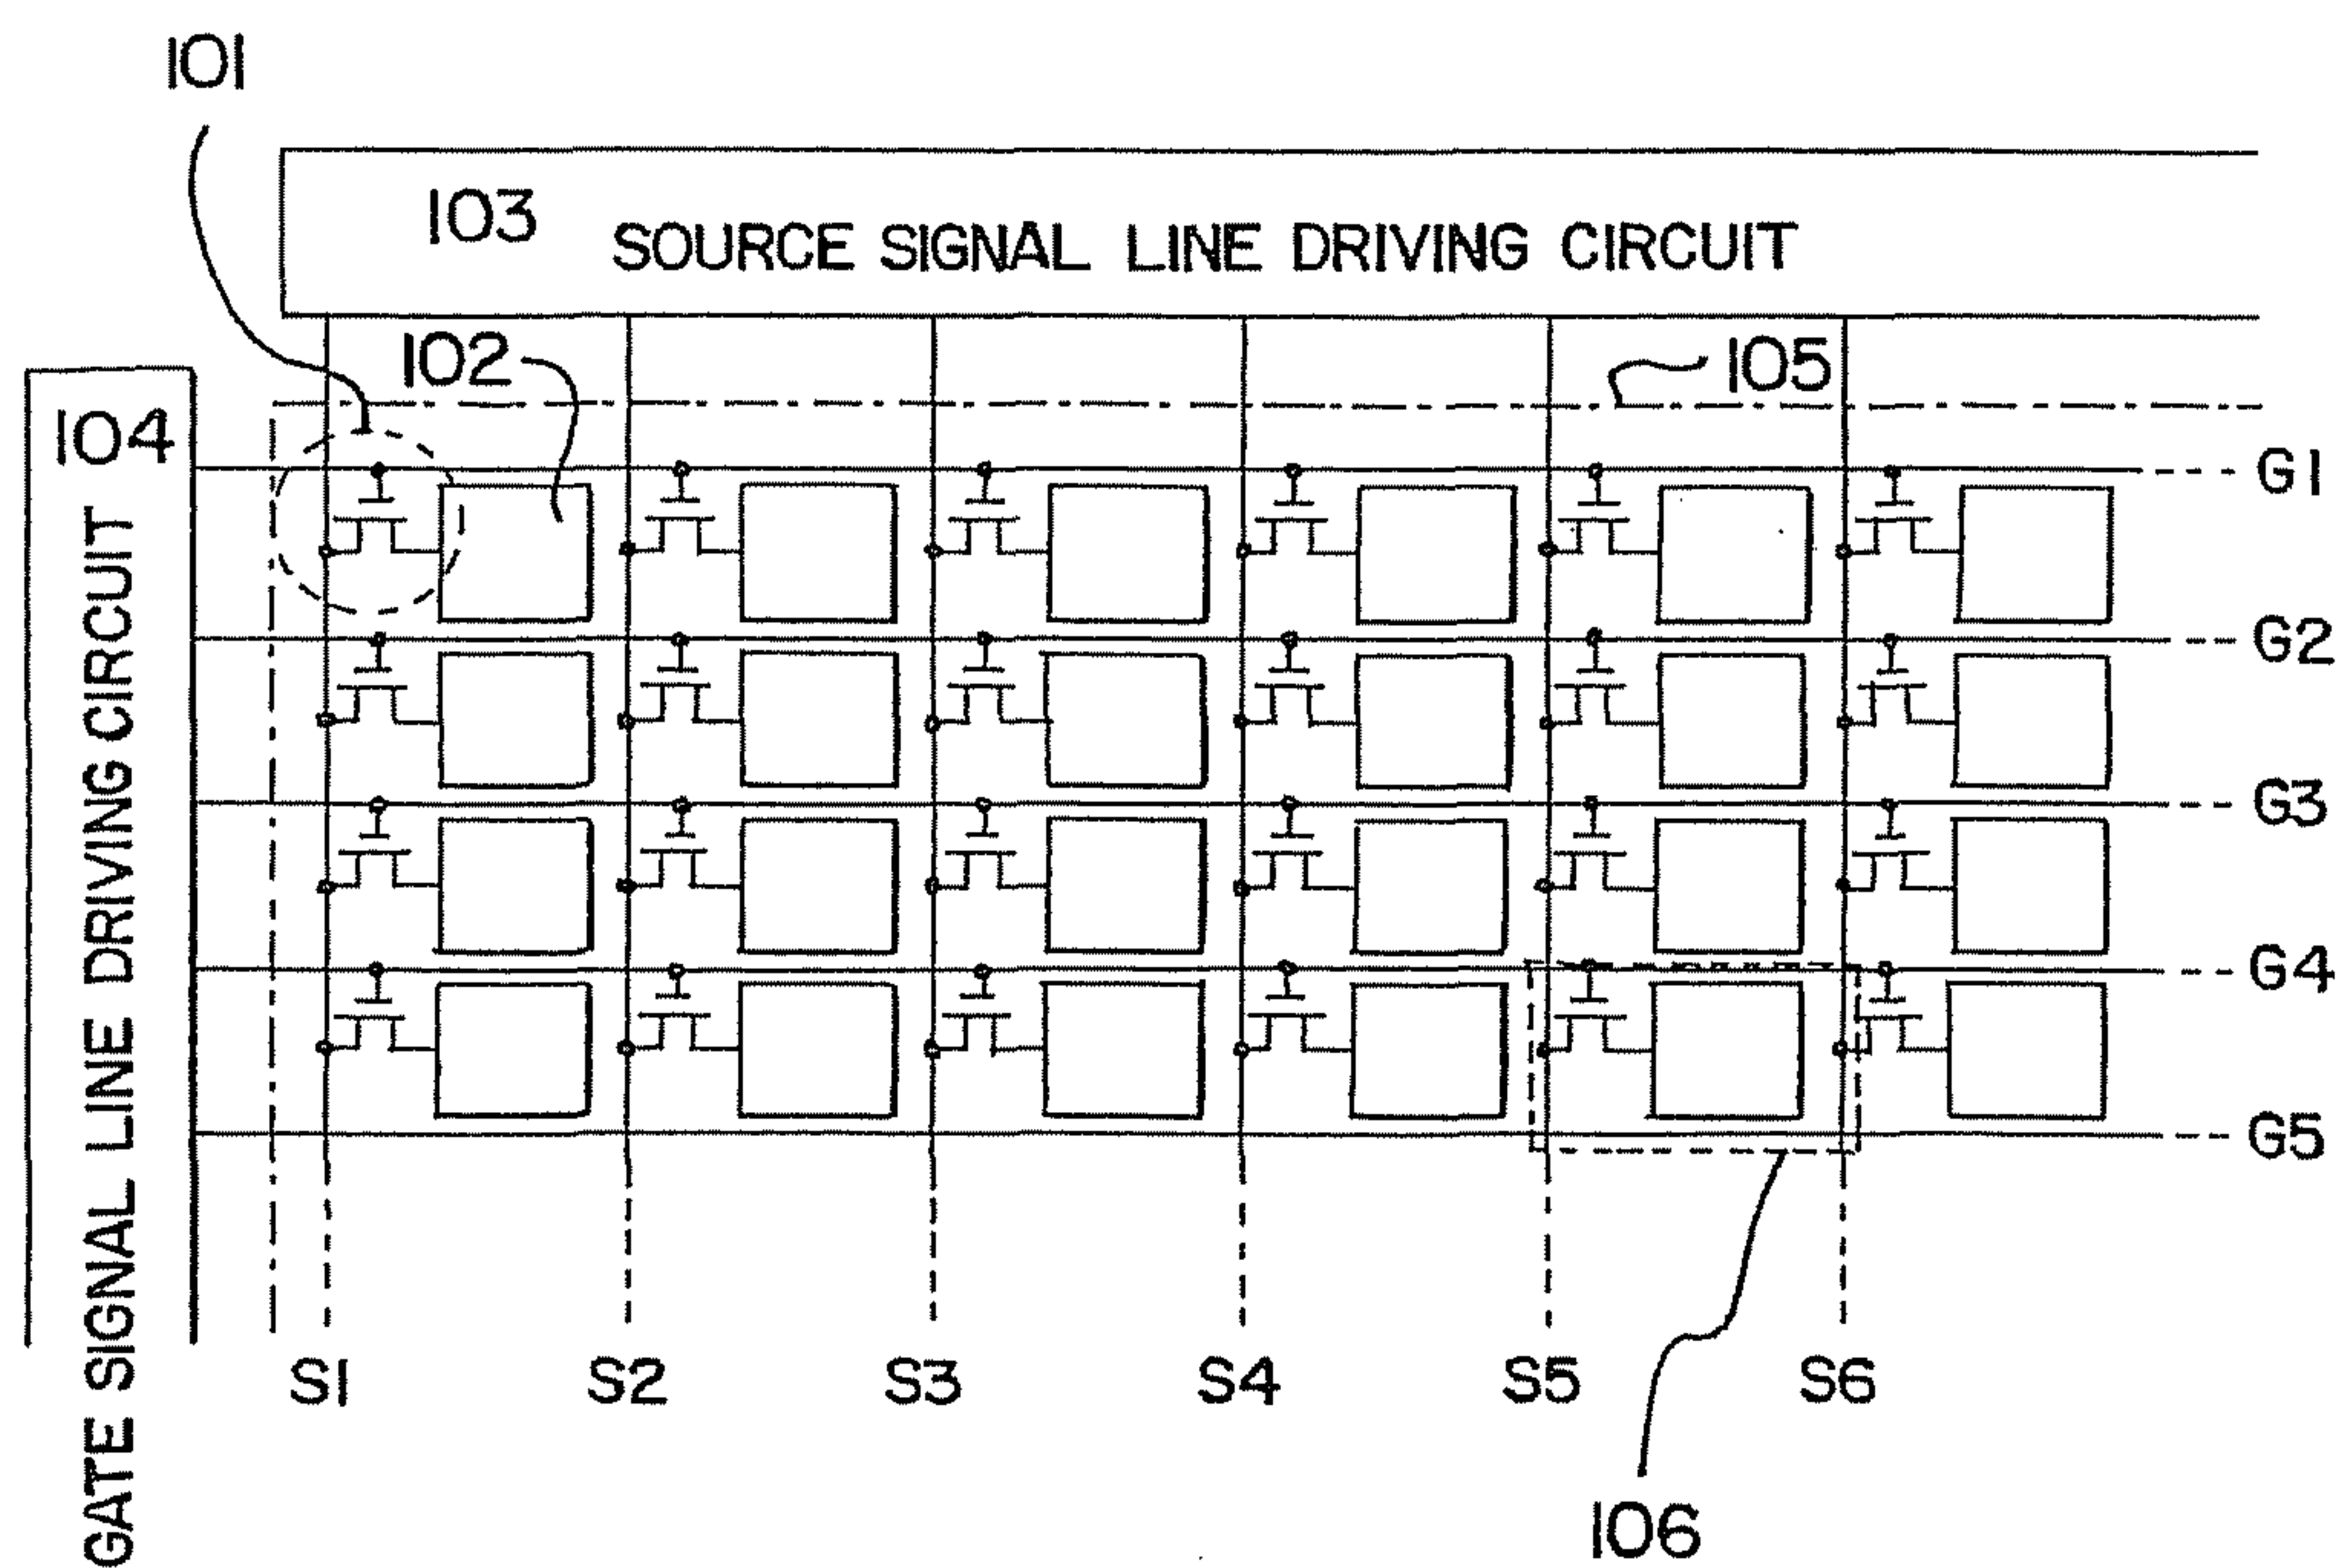 101
103
SOURCE SIGNAL LINE DRIVING CIRCUIT
102
105
104
GATE SIGNAL LINE DRIVING CIRCUIT
G1
G2
G3
G4
G5
S1 S2 S3 S4 S5 S6
106